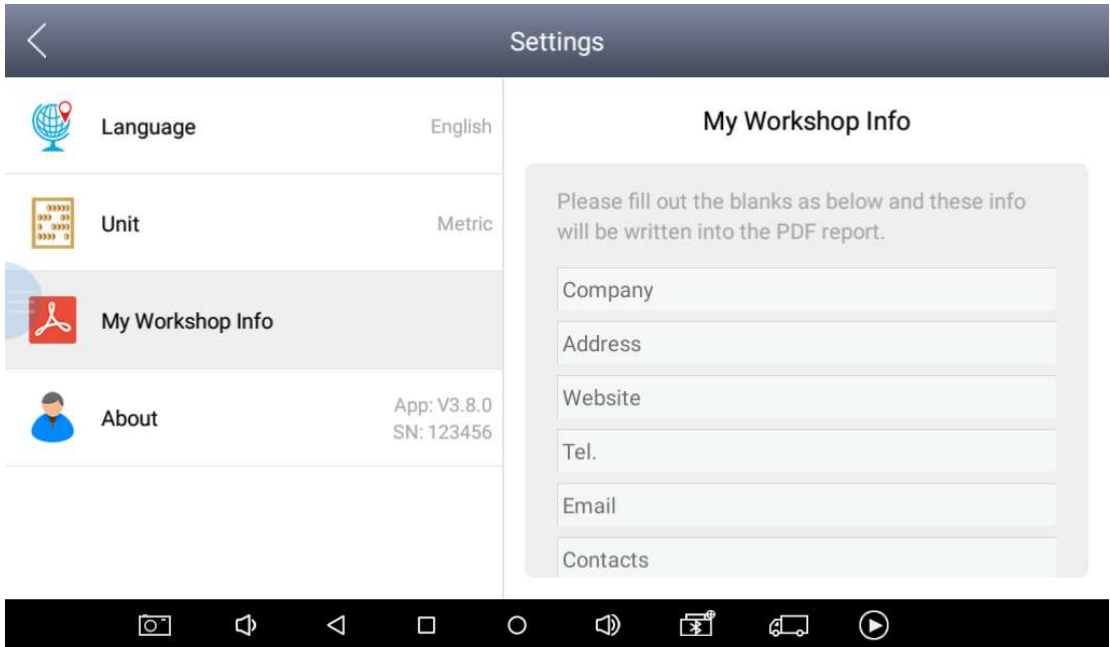 Settings
Language
English
Unit
Metric
My Workshop Info
About
App: V3.8.0
SN: 123456
My Workshop Info
Please fill out the blanks as below and these info
will be written into the PDF report.
Company
Address
Website
Tel.
Email
Contacts